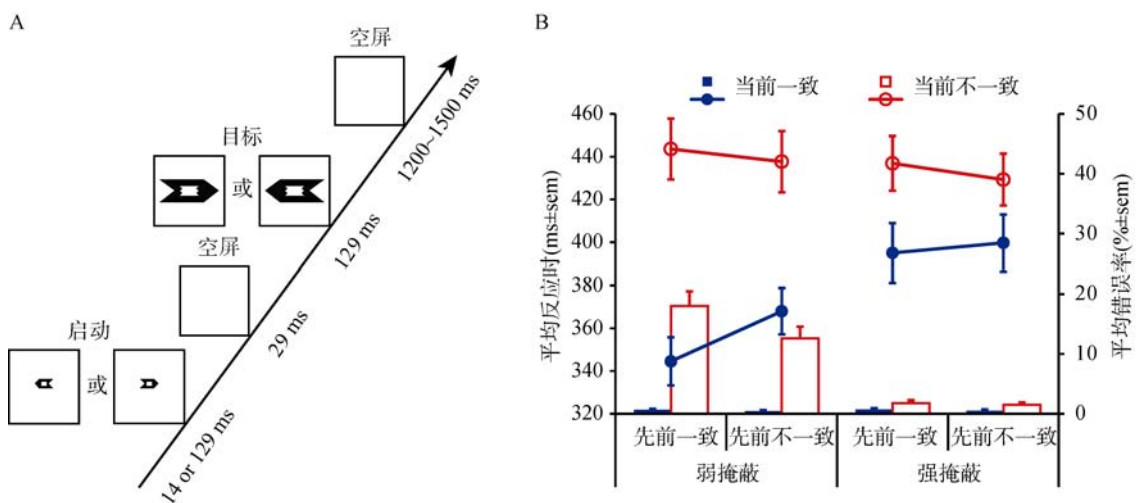 A
空屏
1200~1500 ms
目标
或
129 ms
空屏
29 ms
启动
或
14 or 129 ms
B
当前一致
当前不一致
平均反应时(ms±sem)
460
440
420
400
380
360
340
320
50
40
30
20
10
0
平均错误率(%±sem)
先前一致 先前不一致 先前一致 先前不一致
弱掩蔽 强掩蔽